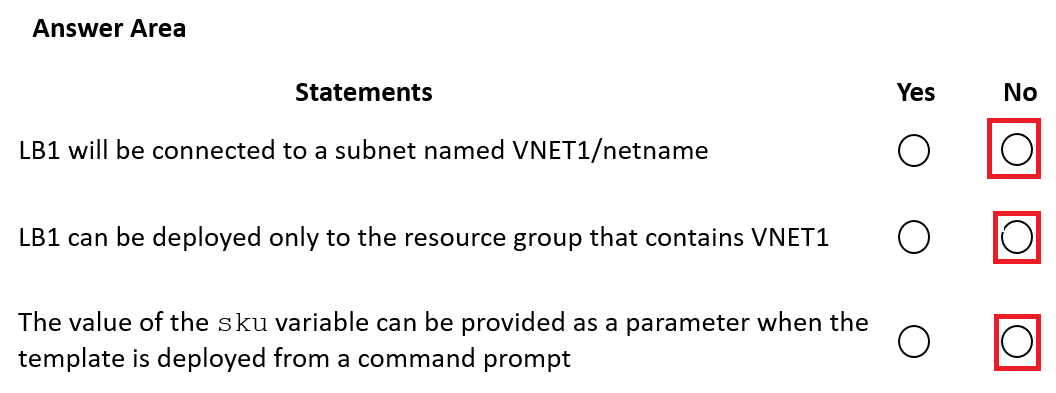 Answer Area
Statements Yes No
LB1 will be connected to a subnet named VNET1/netname
LB1 can be deployed only to the resource group that contains VNET1
The value of the sku variable can be provided as a parameter when the
template is deployed from a command prompt